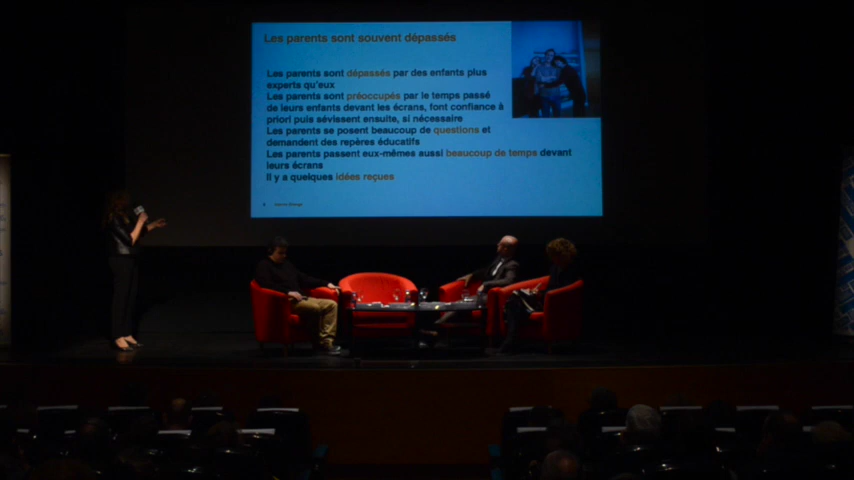 Les parents sont souvent dépassés
Les parents sont dépassés par des enfants plus
experts qu'eux
Les parents sont préoccupés par le temps passé
de leurs enfants devant les écrans, font confiance à
priori puis sévissent ensuite, si nécessaire
Les parents se posent beaucoup de questions et
demandent des repères éducatifs
Les parents passent eux-mêmes aussi beaucoup de temps devant
leurs écrans
Il y a quelques idées reçues